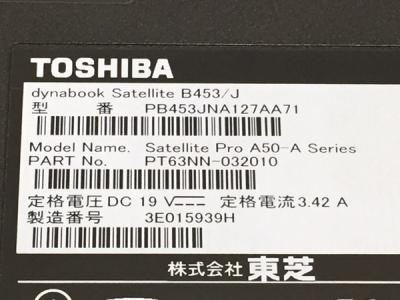 TOSHIBA
dynabook Satellite B453/J
型 番 PB453JNA127AA71
Model Name. Satellite Pro A50-A Series
PART No. PT63NN-032010
定格電圧DC 19 V⎓ 定格電流3.42 A
製造番号 3E015939H
株式会社 東芝